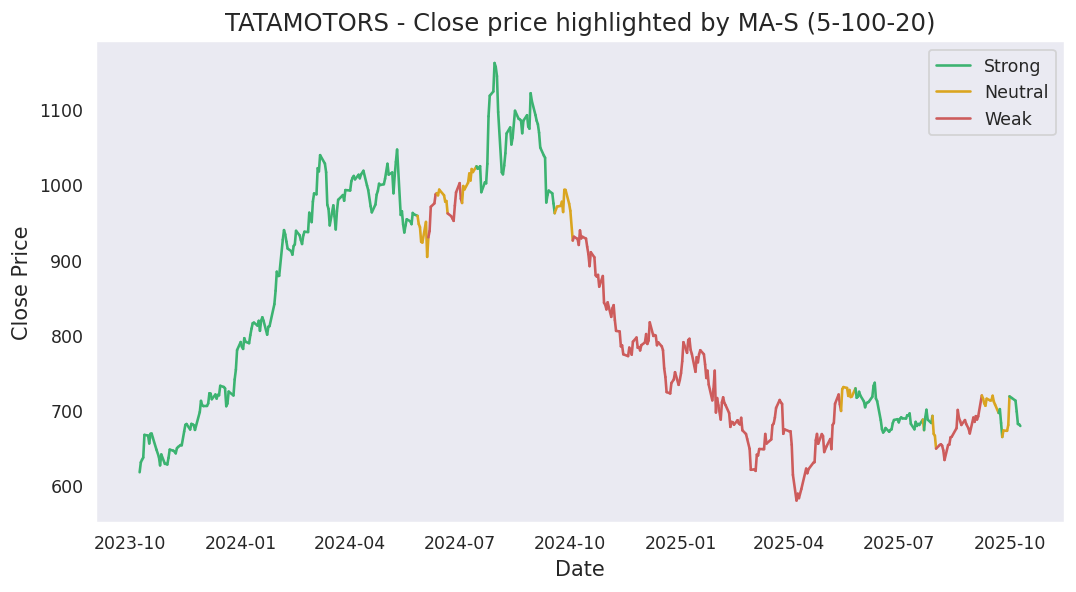 TATAMOTORS - Close price highlighted by MA-S (5-100-20)
Strong
Neutral
Weak
Close Price
1100
1000
900
800
700
600
2023-10 2024-01 2024-04 2024-07 2024-10 2025-01 2025-04 2025-07 2025-10
Date